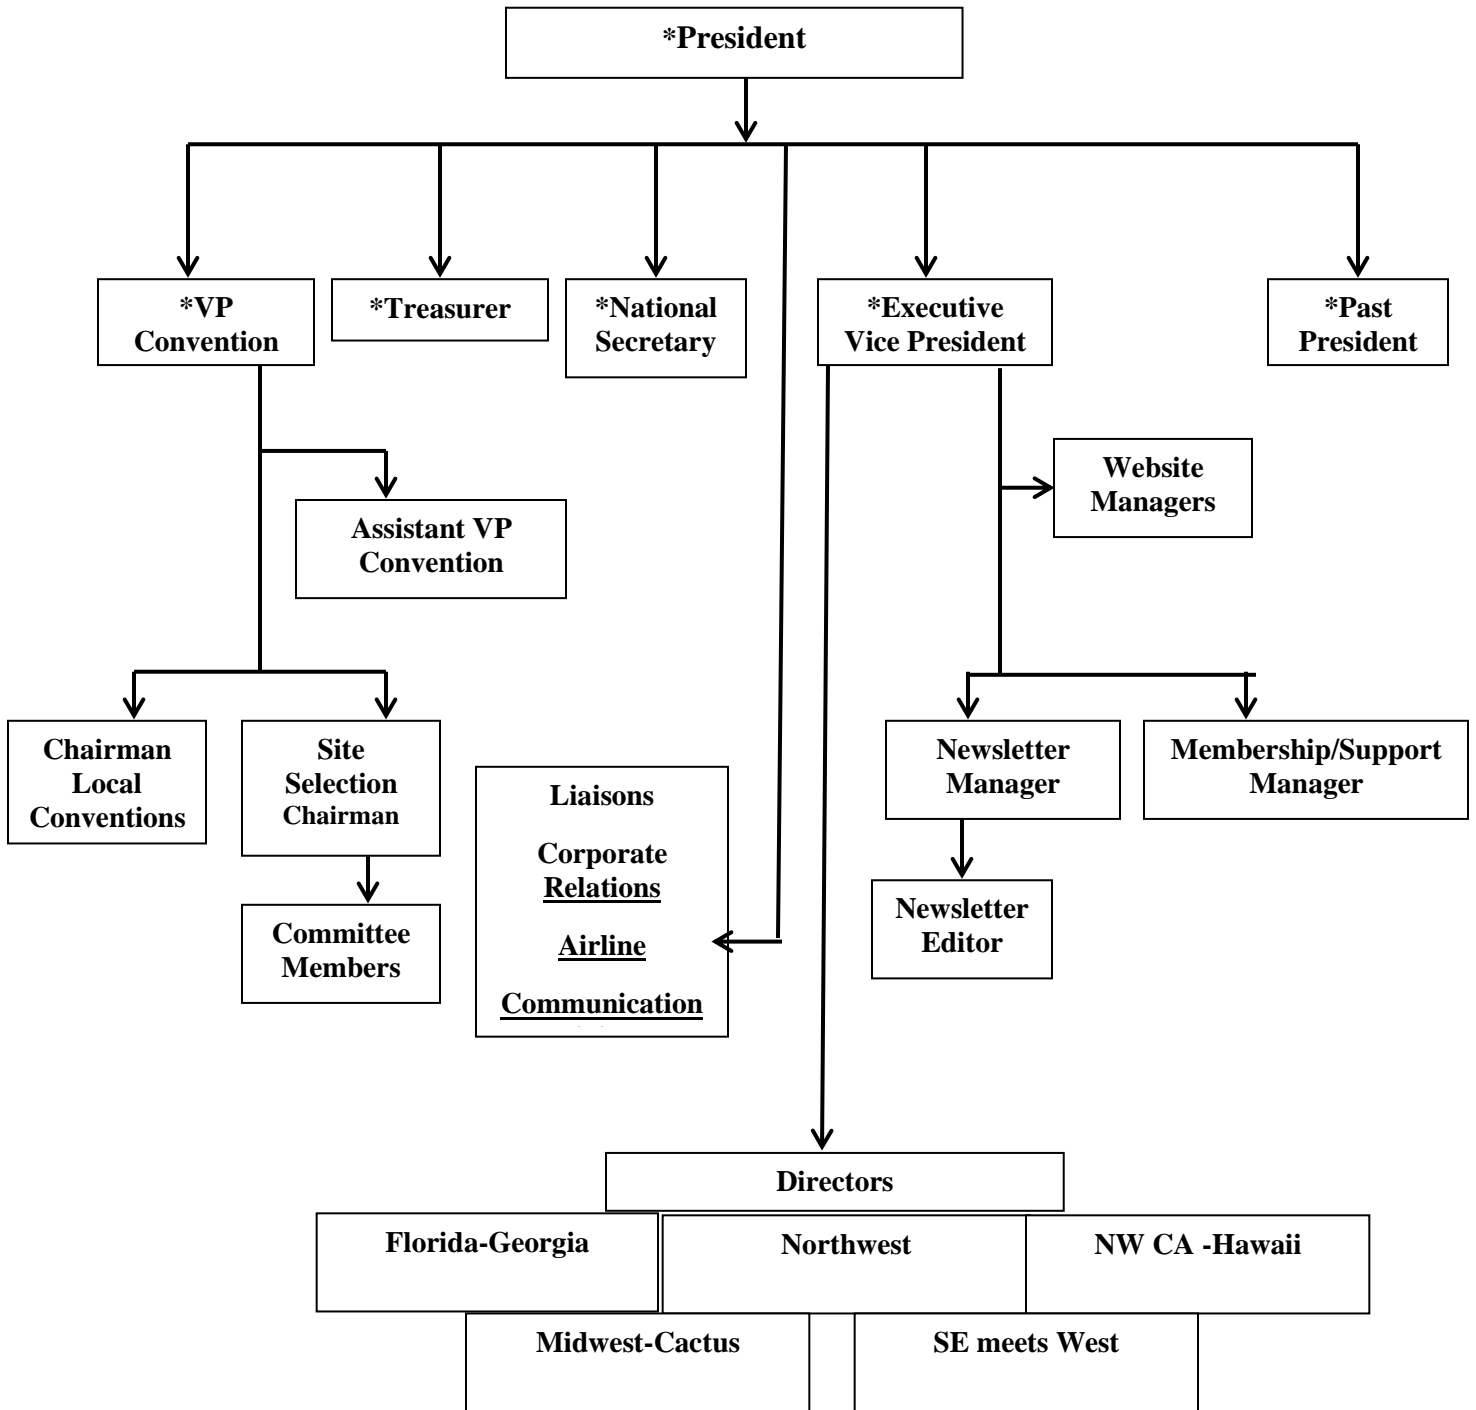 *President
*VP
Convention
*Treasurer
*National
Secretary
*Executive
Vice President
*Past
President
Website
Managers
Assistant VP
Convention
Chairman
Local
Conventions
Site
Selection
Chairman
Newsletter
Manager
Membership/Support
Manager
Liaisons
Corporate
Relations
Airline
Communication
Committee
Members
Newsletter
Editor
Directors
Florida-Georgia
Northwest
NW CA -Hawaii
Midwest-Cactus
SE meets West